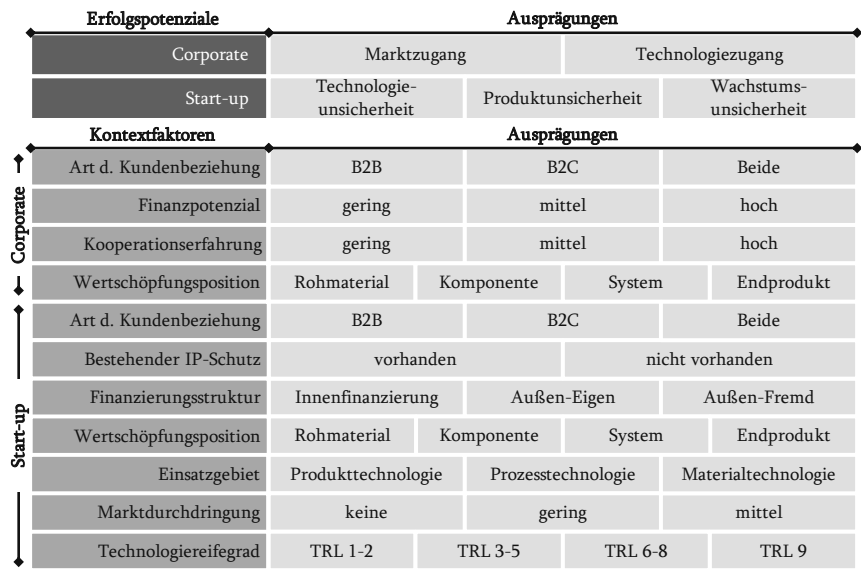 Erfolgspotenziale Ausprägungen
Corporate Marktzugang Technologiezugang
Start-up Technologie-unsicherheit Produktunsicherheit Wachstums-unsicherheit
Kontextfaktoren Ausprägungen
Corporate
Art d. Kundenbeziehung B2B B2C Beide
Finanzpotenzial gering mittel hoch
Kooperationserfahrung gering mittel hoch
Wertschöpfungsposition Rohmaterial Komponente System Endprodukt
Start-up
Art d. Kundenbeziehung B2B B2C Beide
Bestehender IP-Schutz vorhanden nicht vorhanden
Finanzierungsstruktur Innenfinanzierung Außen-Eigen Außen-Fremd
Wertschöpfungsposition Rohmaterial Komponente System Endprodukt
Einsatzgebiet Produkttechnologie Prozesstechnologie Materialtechnologie
Marktdurchdringung keine gering mittel
Technologiereifegrad TRL 1-2 TRL 3-5 TRL 6-8 TRL 9